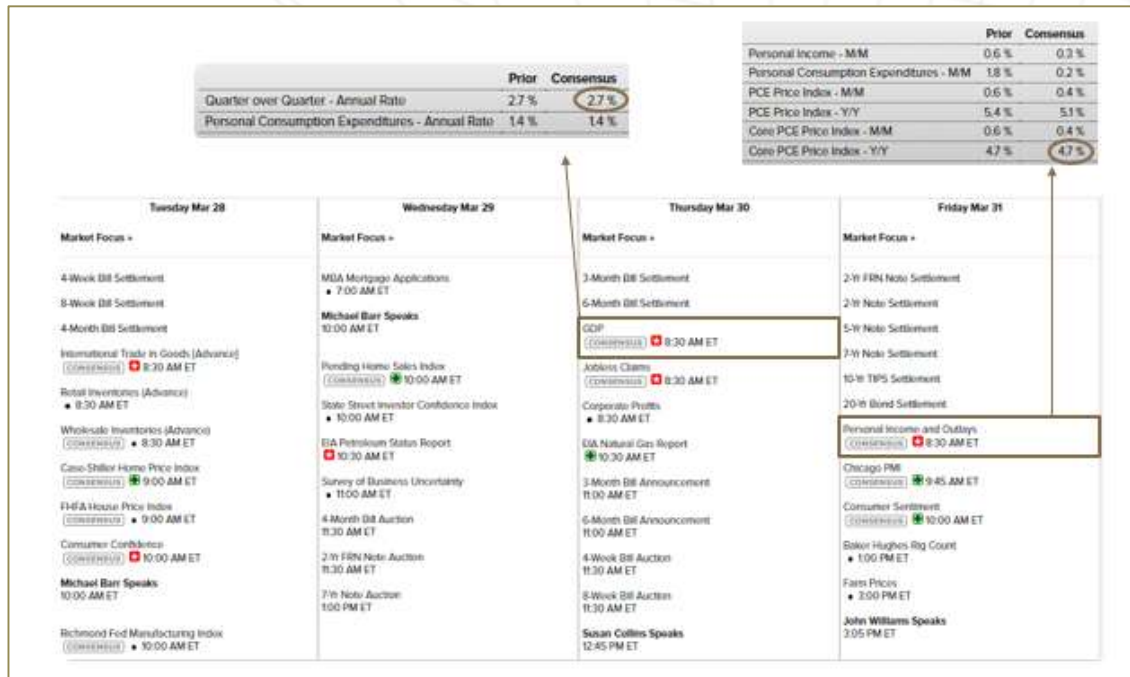 Prior Consensus
Quarter over Quarter - Annual Rate 2.7 % 2.7 %
Personal Consumption Expenditures - Annual Rate 1.4 % 1.4 %
Prior Consensus
Personal Income - M/M 0.6 % 0.3 %
Personal Consumption Expenditures - M/M 1.8 % 0.2 %
PCE Price Index - M/M 0.6 % 0.4 %
PCE Price Index - Y/Y 5.4 % 5.1 %
Core PCE Price Index - M/M 0.6 % 0.4 %
Core PCE Price Index - Y/Y 4.7 % 4.7 %
Tuesday Mar 28
Market Focus »
4-Week Bill Settlement
8-Week Bill Settlement
4-Month Bill Settlement
International Trade in Goods (Advance)
CONSENSUS 8:30 AM ET
Retail Inventories (Advance)
• 8:30 AM ET
Wholesale Inventories (Advance)
CONSENSUS • 8:30 AM ET
Case-Shiller Home Price Index
CONSENSUS 9:00 AM ET
FHFA House Price Index
CONSENSUS • 9:00 AM ET
Consumer Confidence
CONSENSUS 10:00 AM ET
Michael Barr Speaks
10:00 AM ET
Richmond Fed Manufacturing Index
CONSENSUS • 10:00 AM ET
Wednesday Mar 29
Market Focus »
MBA Mortgage Applications
• 7:00 AM ET
Michael Barr Speaks
10:00 AM ET
Pending Home Sales Index
CONSENSUS 10:00 AM ET
State Street Investor Confidence Index
• 10:00 AM ET
EIA Petroleum Status Report
10:30 AM ET
Survey of Business Uncertainty
• 11:00 AM ET
4-Month Bill Auction
11:30 AM ET
2-Yr FRN Note Auction
11:30 AM ET
7-Yr Note Auction
1:00 PM ET
Thursday Mar 30
Market Focus »
3-Month Bill Settlement
6-Month Bill Settlement
GDP
CONSENSUS 8:30 AM ET
Jobless Claims
CONSENSUS 8:30 AM ET
Corporate Profits
• 8:30 AM ET
EIA Natural Gas Report
10:30 AM ET
3-Month Bill Announcement
11:00 AM ET
6-Month Bill Announcement
11:00 AM ET
4-Week Bill Auction
11:30 AM ET
8-Week Bill Auction
11:30 AM ET
Susan Collins Speaks
12:45 PM ET
Friday Mar 31
Market Focus »
2-Yr FRN Note Settlement
2-Yr Note Settlement
5-Yr Note Settlement
7-Yr Note Settlement
10-Yr TIPS Settlement
20-Yr Bond Settlement
Personal Income and Outlays
CONSENSUS 8:30 AM ET
Chicago PMI
CONSENSUS 9:45 AM ET
Consumer Sentiment
CONSENSUS 10:00 AM ET
Baker Hughes Rig Count
• 1:00 PM ET
Farm Prices
• 3:00 PM ET
John Williams Speaks
3:05 PM ET